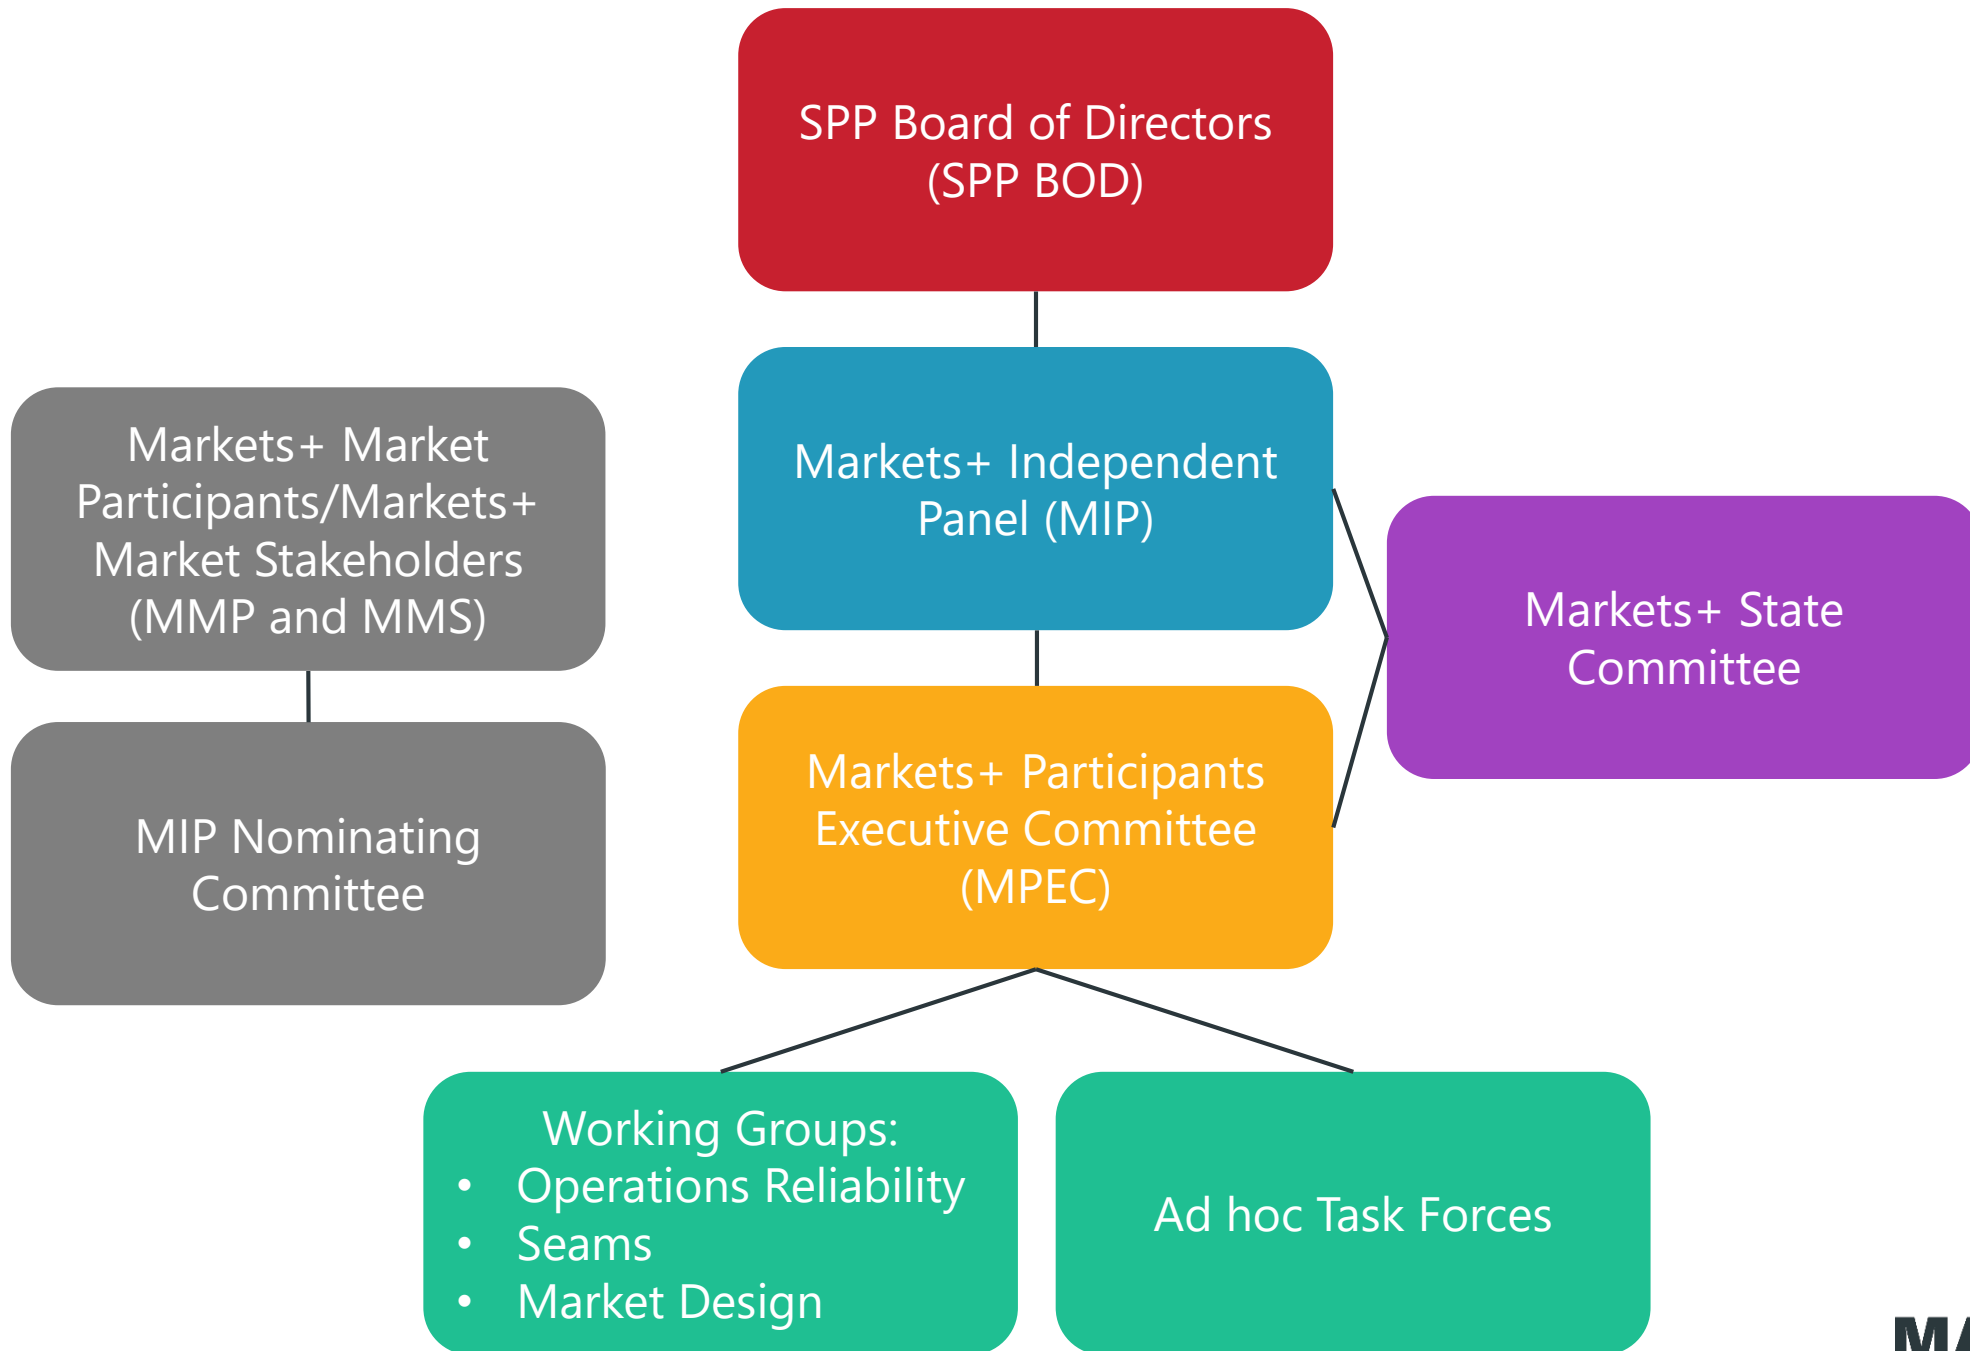 SPP Board of Directors
(SPP BOD)
Markets+ Market
Participants/Markets+
Market Stakeholders
(MMP and MMS)
Markets+ Independent
Panel (MIP)
Markets+ State
Committee
MIP Nominating
Committee
Markets+ Participants
Executive Committee
(MPEC)
Working Groups:
• Operations Reliability
• Seams
• Market Design
Ad hoc Task Forces